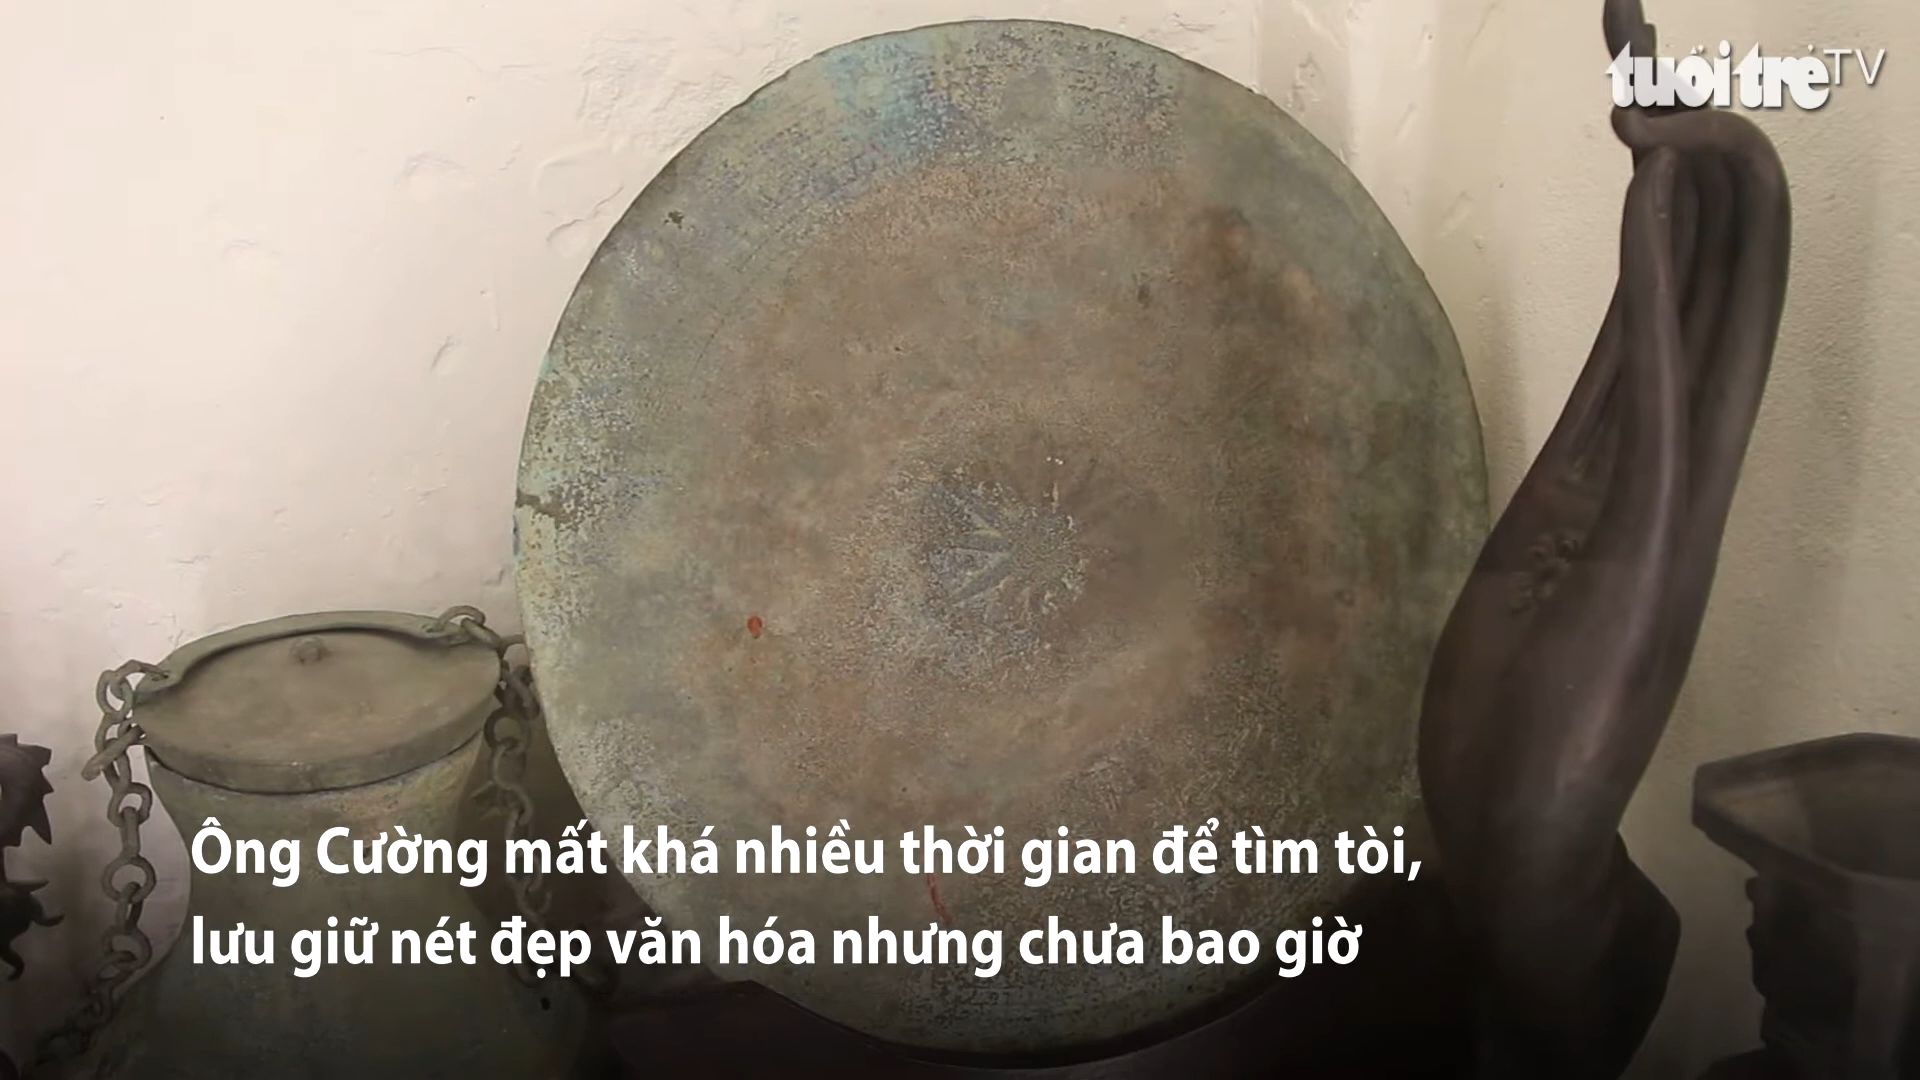 tuổi trẻ TV
Ông Cường mất khá nhiều thời gian để tìm tòi,
lưu giữ nét đẹp văn hóa nhưng chưa bao giờ